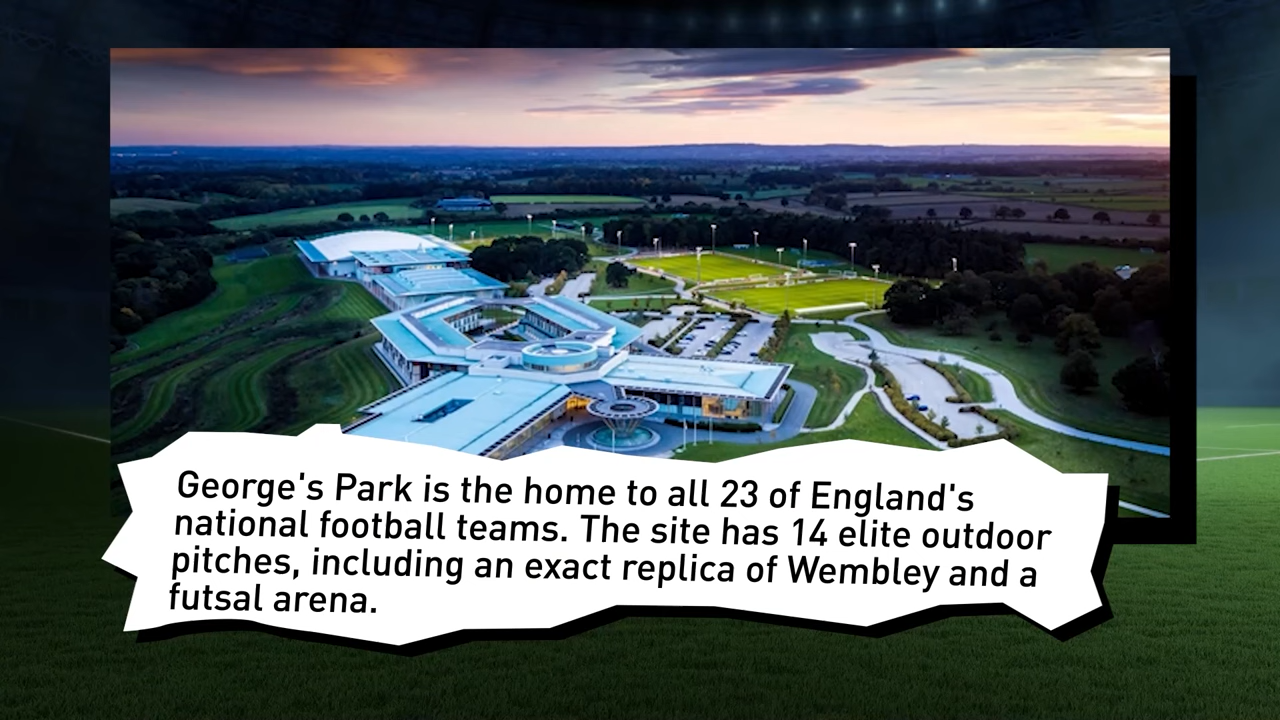 George's Park is the home to all 23 of England's
national football teams. The site has 14 elite outdoor
pitches, including an exact replica of Wembley and a
futsal arena.